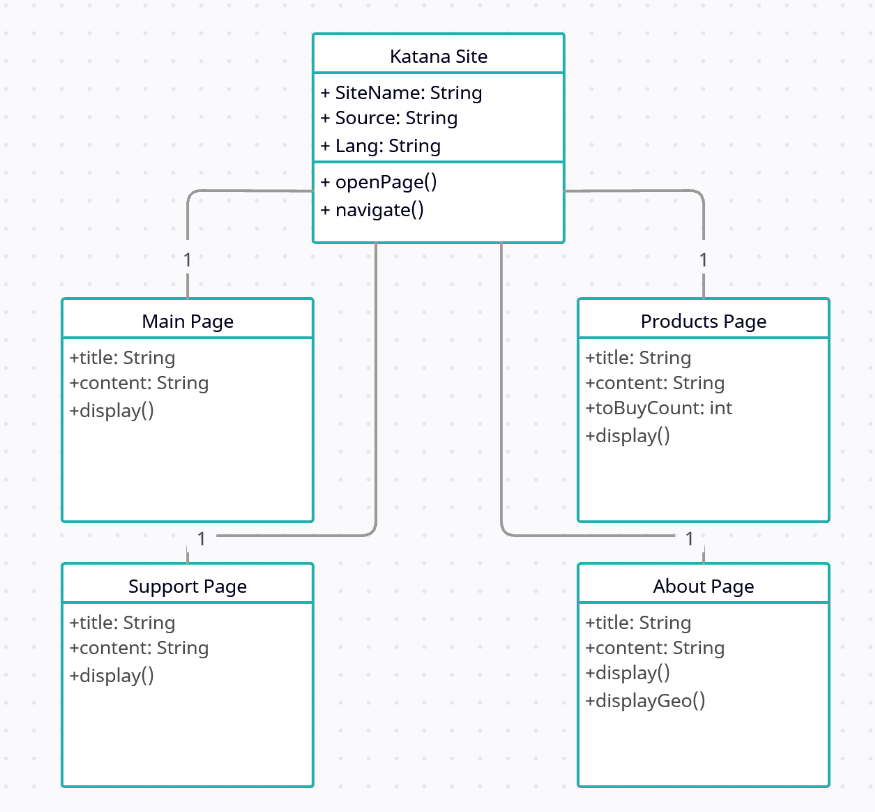 Katana Site
+ SiteName: String
+ Source: String
+ Lang: String
+ openPage()
+ navigate()
1
1
Main Page
+title: String
+content: String
+display()
Products Page
+title: String
+content: String
+toBuyCount: int
+display()
1
1
Support Page
+title: String
+content: String
+display()
About Page
+title: String
+content: String
+display()
+displayGeo()